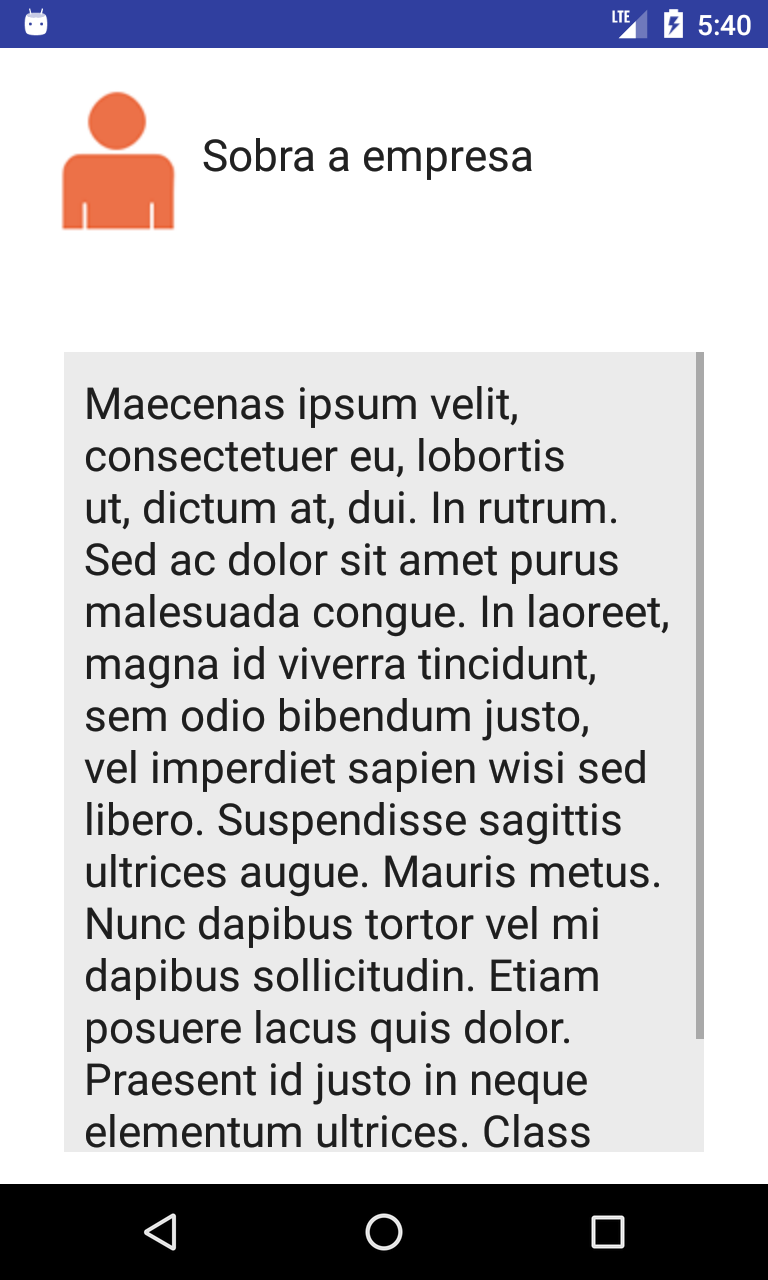 LTE 5:40
Sobra a empresa
Maecenas ipsum velit,
consectetuer eu, lobortis
ut, dictum at, dui. In rutrum.
Sed ac dolor sit amet purus
malesuada congue. In laoreet,
magna id viverra tincidunt,
sem odio bibendum justo,
vel imperdiet sapien wisi sed
libero. Suspendisse sagittis
ultrices augue. Mauris metus.
Nunc dapibus tortor vel mi
dapibus sollicitudin. Etiam
posuere lacus quis dolor.
Praesent id justo in neque
elementum ultrices. Class